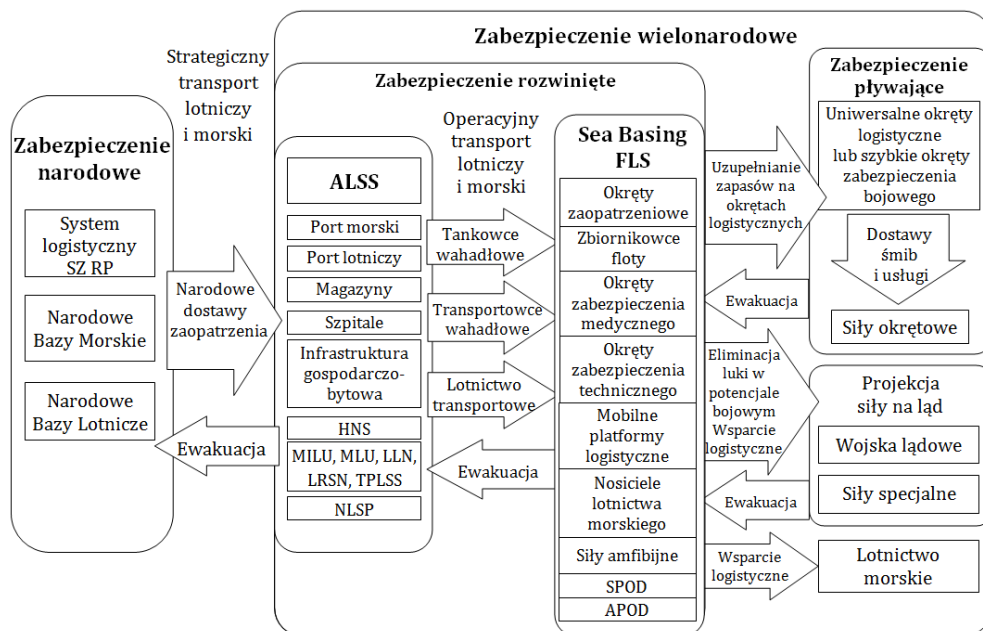 Zabezpieczenie wielonarodowe
Strategiczny
transport
lotniczy
i morski
Zabezpieczenie
narodowe
System
logistyczny
SZ RP
Narodowe
Bazy Morskie
Narodowe
Bazy Lotnicze
Narodowe
dostawy
zaopatrzenia
Ewakuacja
Zabezpieczenie rozwinięte
ALSS
Port morski
Port lotniczy
Magazyny
Szpitale
Infrastruktura
gospodarczo-
bytowa
HNS
MILU, MLU, LLN,
LRSN, TPLSS
NLSP
Operacyjny
transport
lotniczy
i morski
Tankowce
wahadłowe
Transportowce
wahadłowe
Lotnictwo
transportowe
Ewakuacja
Sea Basing
FLS
Okręty
zaopatrzeniowe
Zbiornikowce
floty
Okręty
zabezpieczenia
medycznego
Okręty
zabezpieczenia
technicznego
Mobilne
platformy
logistyczne
Nosiciele
lotnictwa
morskiego
Siły amfibijne
SPOD
APOD
Uzupełnianie
zapasów na
okrętach
logistycznych
Ewakuacja
Eliminacja
luki w
potencjale
bojowym
Wsparcie
logistyczne
Ewakuacja
Wsparcie
logistyczne
Zabezpieczenie
pływające
Uniwersalne okręty
logistyczne
lub szybkie okręty
zabezpieczenia
bojowego
Dostawy
śmib
i usługi
Siły okrętowe
Projekcja
siły na ląd
Wojska lądowe
Siły specjalne
Lotnictwo
morskie